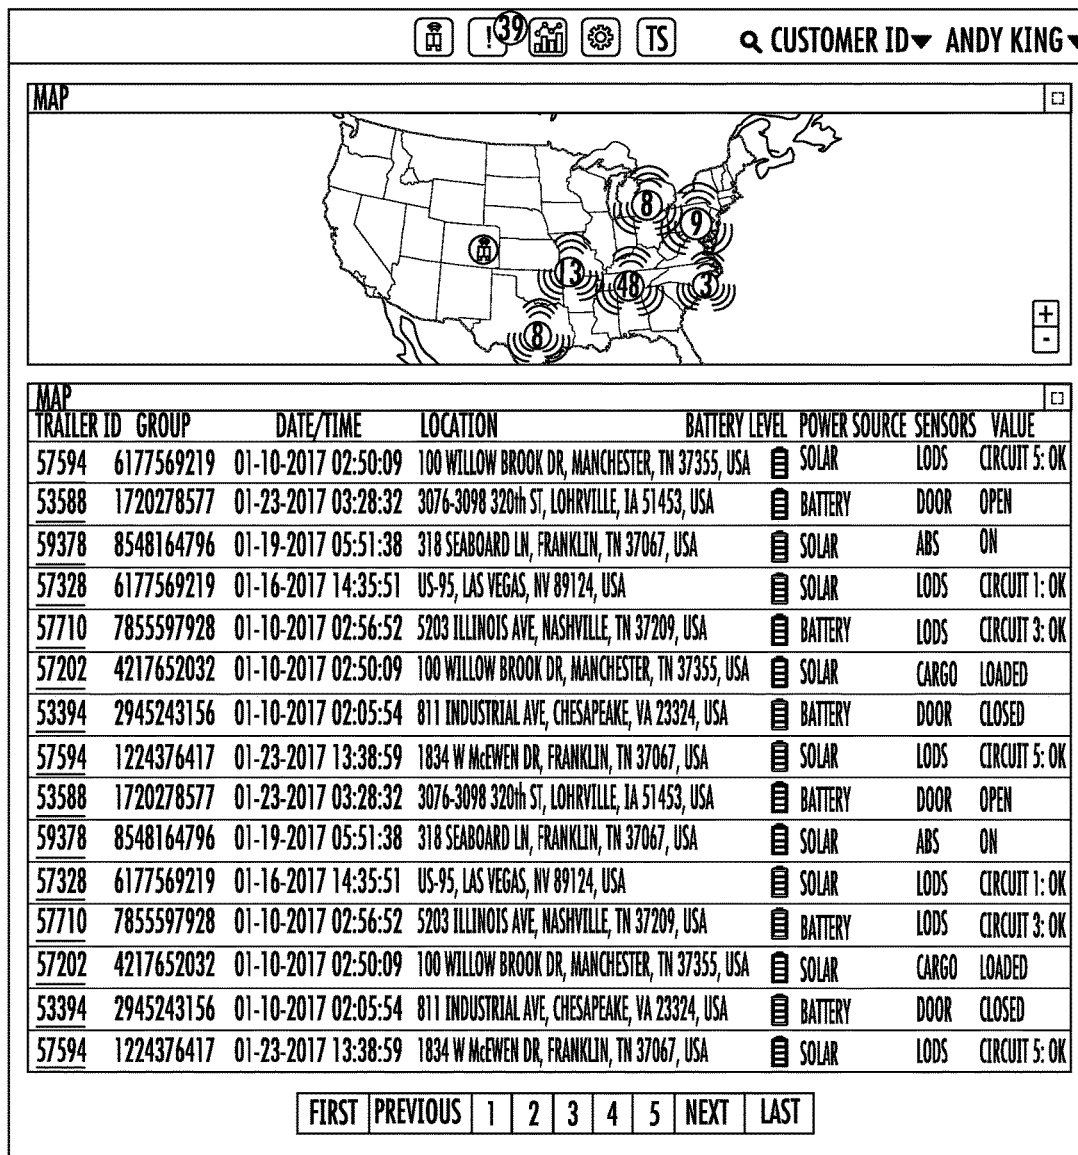 ! 39 TS CUSTOMER ID ANDY KING
MAP
8
9
13
48
3
8
+
-
MAP
TRAILER ID GROUP DATE/TIME LOCATION BATTERY LEVEL POWER SOURCE SENSORS VALUE
57594 6177569219 01-10-2017 02:50:09 100 WILLOW BROOK DR, MANCHESTER, TN 37355, USA SOLAR LODS CIRCUIT 5: OK
53588 1720278577 01-23-2017 03:28:32 3076-3098 320th ST, LOHRVILLE, IA 51453, USA BATTERY DOOR OPEN
59378 8548164796 01-19-2017 05:51:38 318 SEABOARD LN, FRANKLIN, TN 37067, USA SOLAR ABS ON
57328 6177569219 01-16-2017 14:35:51 US-95, LAS VEGAS, NV 89124, USA SOLAR LODS CIRCUIT 1: OK
57710 7855597928 01-10-2017 02:56:52 5203 ILLINOIS AVE, NASHVILLE, TN 37209, USA BATTERY LODS CIRCUIT 3: OK
57202 4217652032 01-10-2017 02:50:09 100 WILLOW BROOK DR, MANCHESTER, TN 37355, USA SOLAR CARGO LOADED
53394 2945243156 01-10-2017 02:05:54 811 INDUSTRIAL AVE, CHESAPEAKE, VA 23324, USA BATTERY DOOR CLOSED
57594 1224376417 01-23-2017 13:38:59 1834 W McEWEN DR, FRANKLIN, TN 37067, USA SOLAR LODS CIRCUIT 5: OK
53588 1720278577 01-23-2017 03:28:32 3076-3098 320th ST, LOHRVILLE, IA 51453, USA BATTERY DOOR OPEN
59378 8548164796 01-19-2017 05:51:38 318 SEABOARD LN, FRANKLIN, TN 37067, USA SOLAR ABS ON
57328 6177569219 01-16-2017 14:35:51 US-95, LAS VEGAS, NV 89124, USA SOLAR LODS CIRCUIT 1: OK
57710 7855597928 01-10-2017 02:56:52 5203 ILLINOIS AVE, NASHVILLE, TN 37209, USA BATTERY LODS CIRCUIT 3: OK
57202 4217652032 01-10-2017 02:50:09 100 WILLOW BROOK DR, MANCHESTER, TN 37355, USA SOLAR CARGO LOADED
53394 2945243156 01-10-2017 02:05:54 811 INDUSTRIAL AVE, CHESAPEAKE, VA 23324, USA BATTERY DOOR CLOSED
57594 1224376417 01-23-2017 13:38:59 1834 W McEWEN DR, FRANKLIN, TN 37067, USA SOLAR LODS CIRCUIT 5: OK
FIRST PREVIOUS 1 2 3 4 5 NEXT LAST